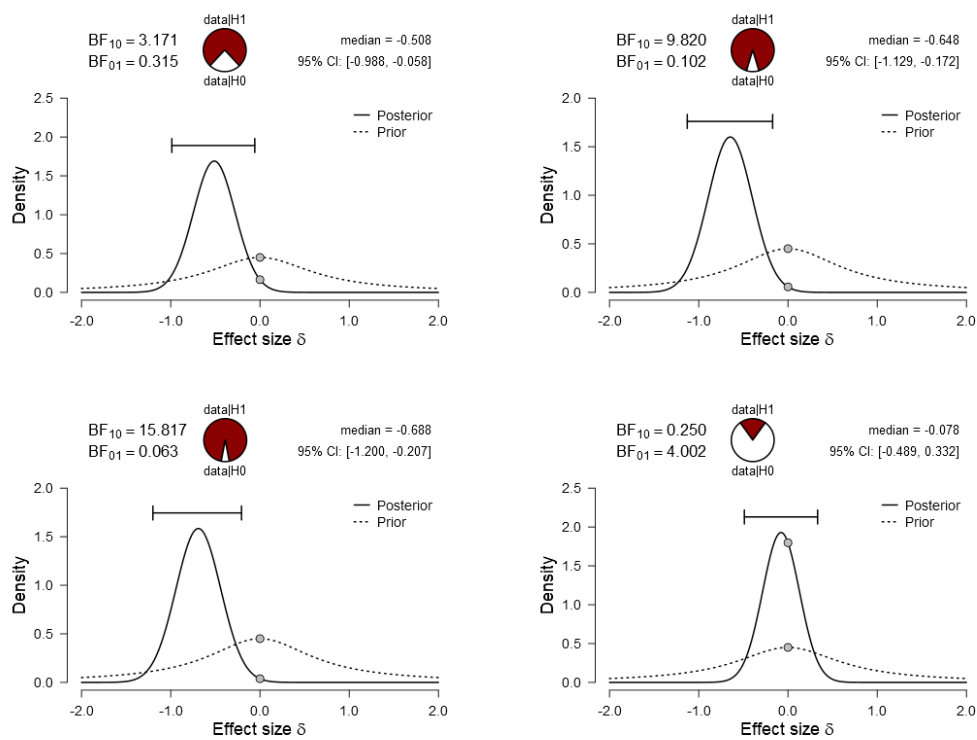 data|H1
BF10 = 3.171
BF01 = 0.315
data|H0
median = -0.508
95% CI: [-0.988, -0.058]
Posterior
Prior
2.5
2.0
1.5
1.0
0.5
0.0
Density
-2.0 -1.0 0.0 1.0 2.0
Effect size δ
data|H1
BF10 = 9.820
BF01 = 0.102
data|H0
median = -0.648
95% CI: [-1.129, -0.172]
Posterior
Prior
2.0
1.5
1.0
0.5
0.0
Density
-2.0 -1.0 0.0 1.0 2.0
Effect size δ
data|H1
BF10 = 15.817
BF01 = 0.063
data|H0
median = -0.688
95% CI: [-1.200, -0.207]
Posterior
Prior
2.0
1.5
1.0
0.5
0.0
Density
-2.0 -1.0 0.0 1.0 2.0
Effect size δ
data|H1
BF10 = 0.250
BF01 = 4.002
data|H0
median = -0.078
95% CI: [-0.489, 0.332]
Posterior
Prior
2.5
2.0
1.5
1.0
0.5
0.0
Density
-2.0 -1.0 0.0 1.0 2.0
Effect size δ